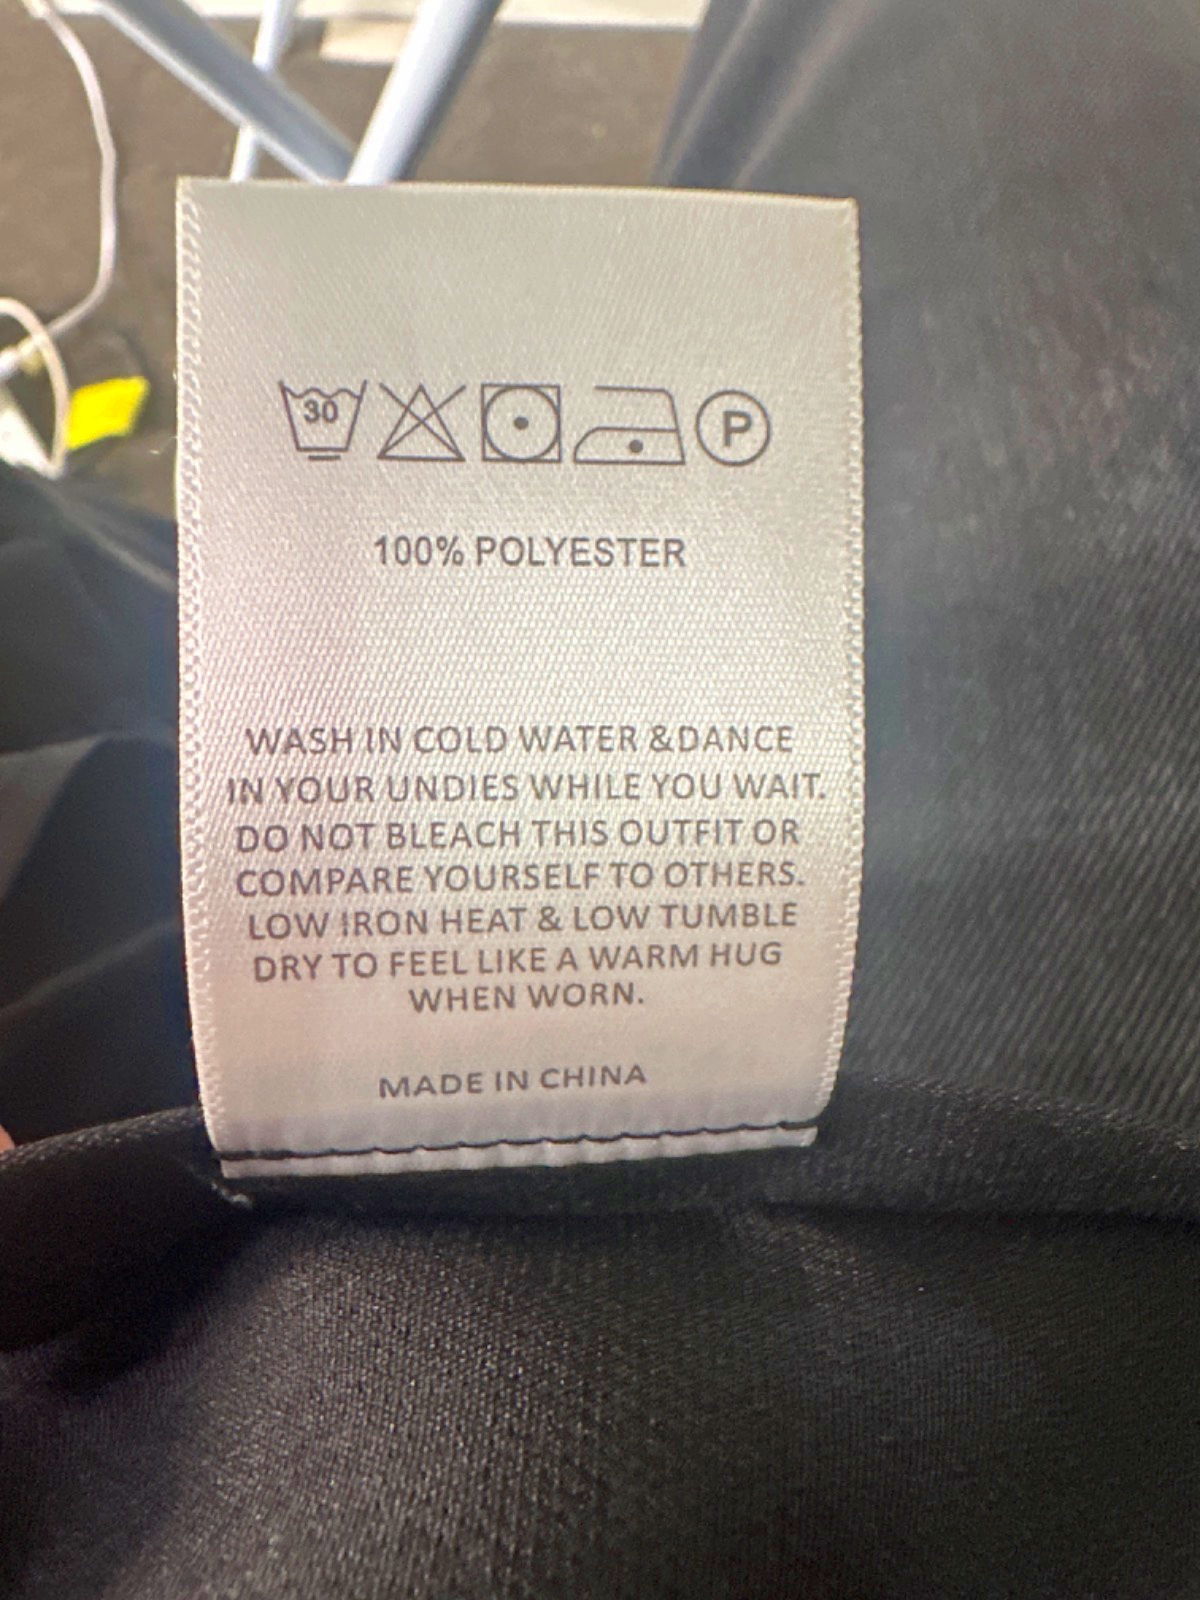 30 P
100% POLYESTER
WASH IN COLD WATER &DANCE
IN YOUR UNDIES WHILE YOU WAIT.
DO NOT BLEACH THIS OUTFIT OR
COMPARE YOURSELF TO OTHERS.
LOW IRON HEAT & LOW TUMBLE
DRY TO FEEL LIKE A WARM HUG
WHEN WORN.
MADE IN CHINA